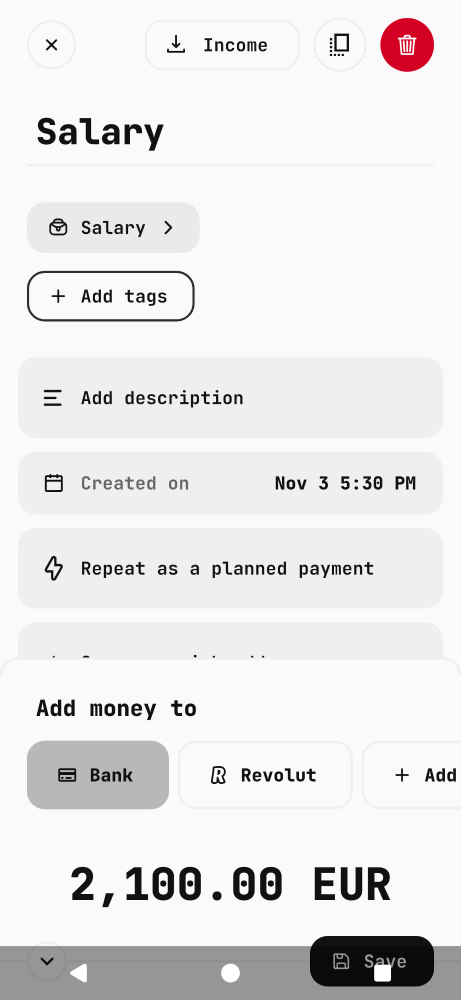 Income
Salary
Salary
Add tags
Add description
Created on Nov 3 5:30 PM
Repeat as a planned payment
Add money to
Bank Revolut Add
2,100.00 EUR
Save